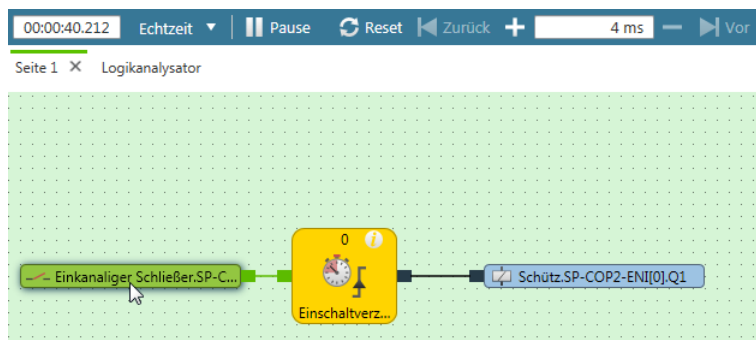 00:00:40.212 Echtzeit Pause Reset Zurück 4 ms Vor
Seite 1 Logikanalysator
0
Einkanaliger Schließer.SP-C...
Schütz.SP-COP2-ENI[0].Q1
Einschaltverz...